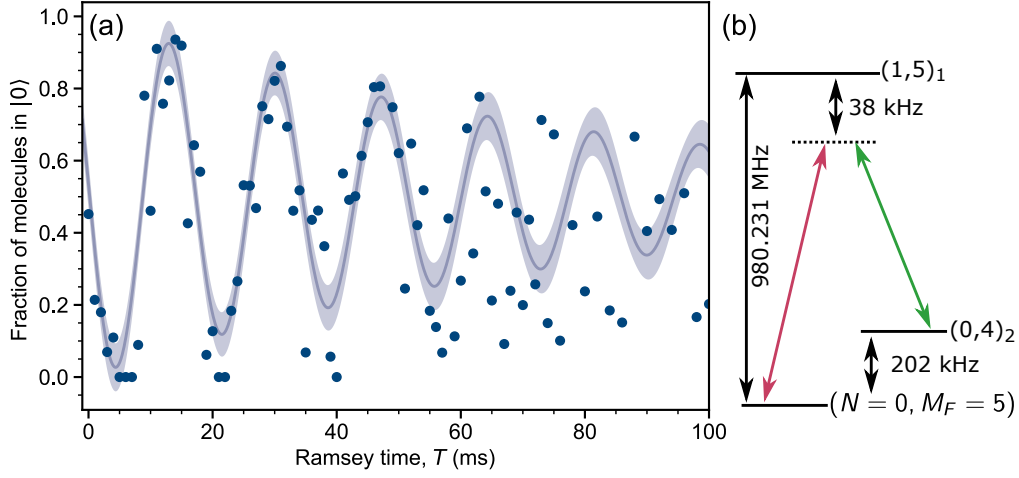 (a)
Fraction of molecules in |0⟩
1.0
0.8
0.6
0.4
0.2
0.0
0 20 40 60 80 100
Ramsey time, T (ms)
(b)
(1,5)₁
38 kHz
980.231 MHz
(0,4)₂
202 kHz
(N = 0, M_F = 5)